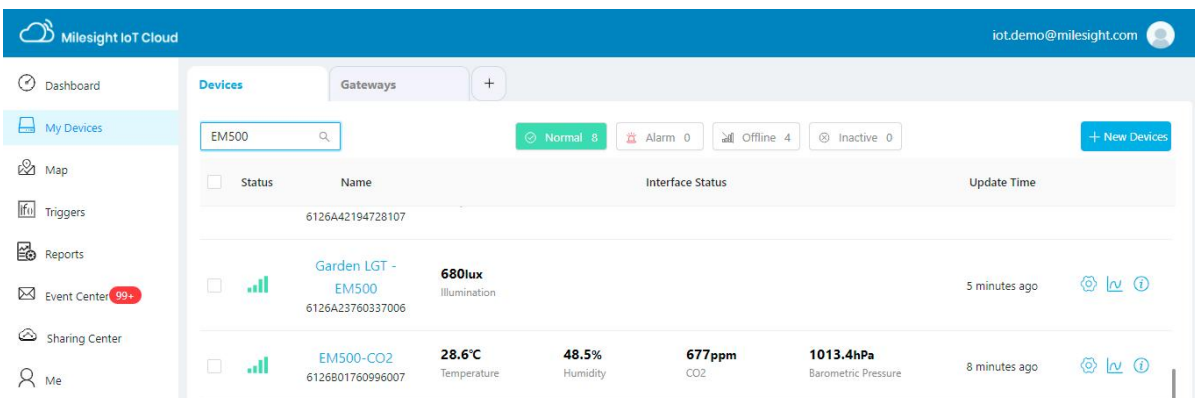 Milesight IoT Cloud
iot.demo@milesight.com
Dashboard
My Devices
Map
Triggers
Reports
Event Center 99+
Sharing Center
Me
Devices Gateways +
EM500
Normal 8 Alarm 0 Offline 4 Inactive 0
+ New Devices
Status Name Interface Status Update Time
6126A42194728107
Garden LGT -
EM500
6126A23760337006
680lux
Illumination
5 minutes ago
EM500-CO2
6126B01760996007
28.6℃ 48.5% 677ppm 1013.4hPa
Temperature Humidity CO2 Barometric Pressure
8 minutes ago